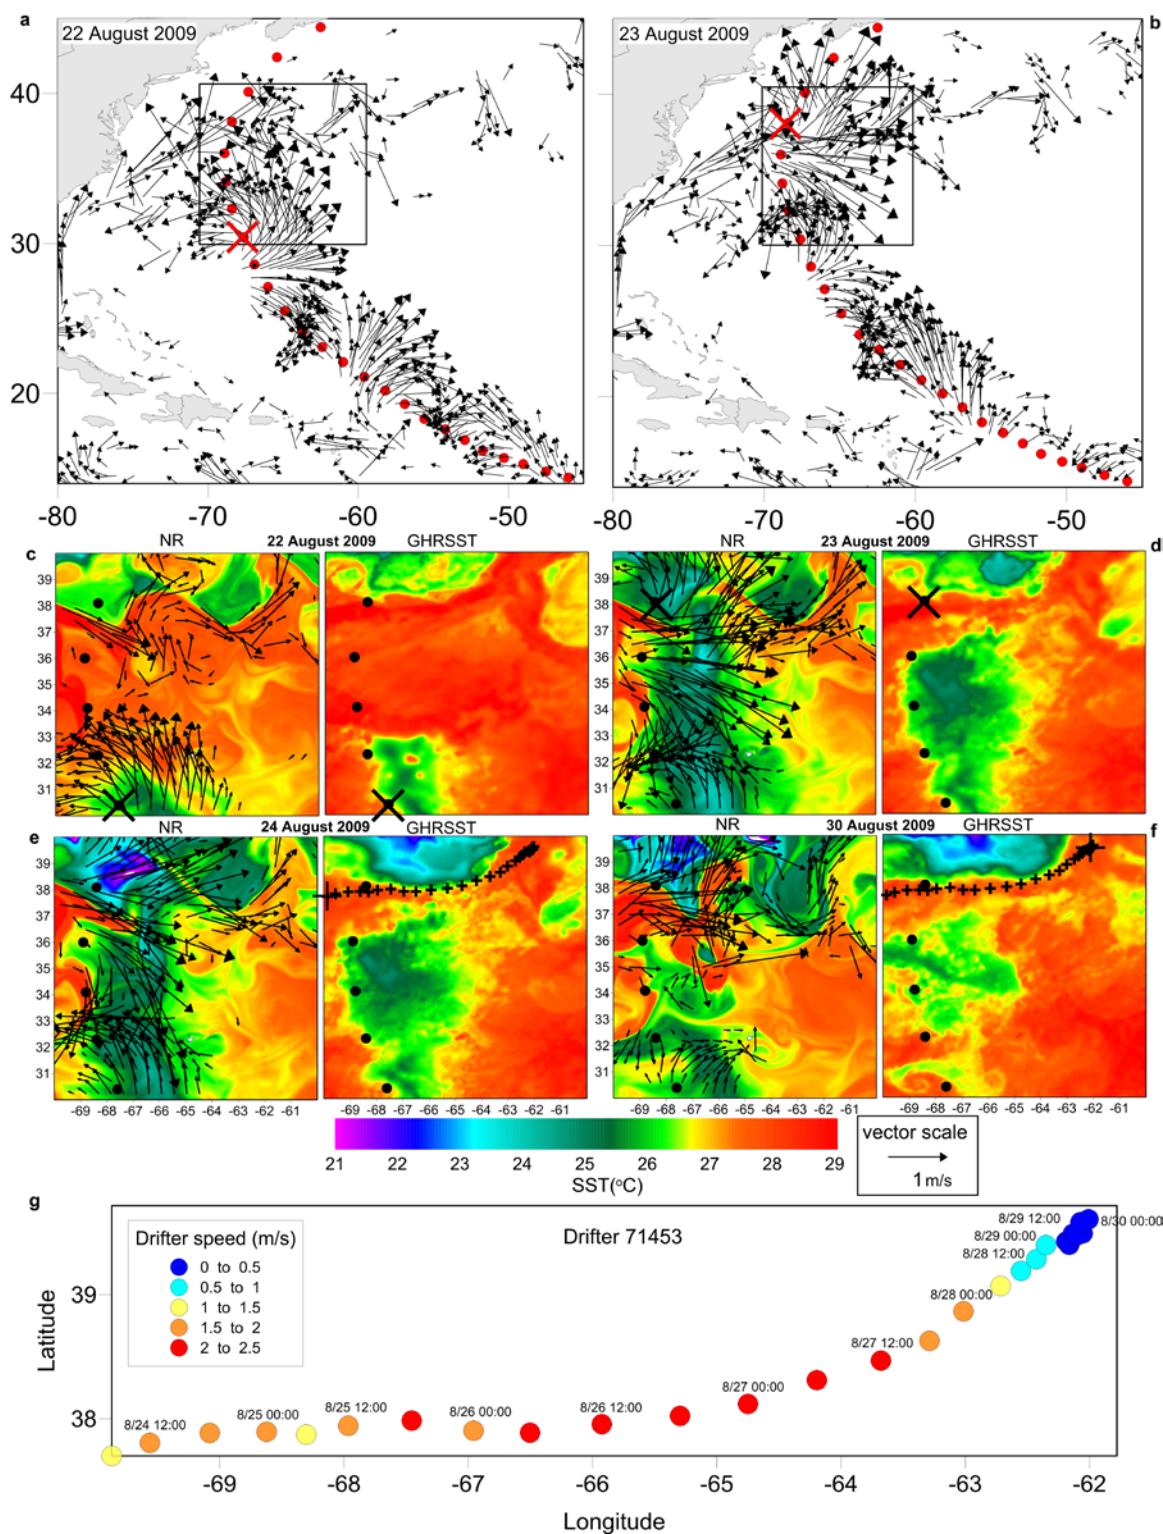 a
22 August 2009
b
23 August 2009
40
30
20
-80 -70 -60 -50
-80 -70 -60 -50
c
NR 22 August 2009 GHRSST
NR 23 August 2009 GHRSST
d
39
38
37
36
35
34
33
32
31
39
38
37
36
35
34
33
32
31
e
NR 24 August 2009 GHRSST
NR 30 August 2009 GHRSST
f
39
38
37
36
35
34
33
32
31
39
38
37
36
35
34
33
32
31
-69 -68 -67 -66 -65 -64 -63 -62 -61
-69 -68 -67 -66 -65 -64 -63 -62 -61
-69 -68 -67 -66 -65 -64 -63 -62 -61
-69 -68 -67 -66 -65 -64 -63 -62 -61
21 22 23 24 25 26 27 28 29
SST(°C)
vector scale
1 m/s
g
Drifter 71453
Drifter speed (m/s)
0 to 0.5
0.5 to 1
1 to 1.5
1.5 to 2
2 to 2.5
8/29 12:00
8/30 00:00
8/29 00:00
8/28 12:00
8/28 00:00
8/27 12:00
8/27 00:00
8/26 12:00
8/26 00:00
8/25 12:00
8/25 00:00
8/24 12:00
39
38
Latitude
-69 -68 -67 -66 -65 -64 -63 -62
Longitude